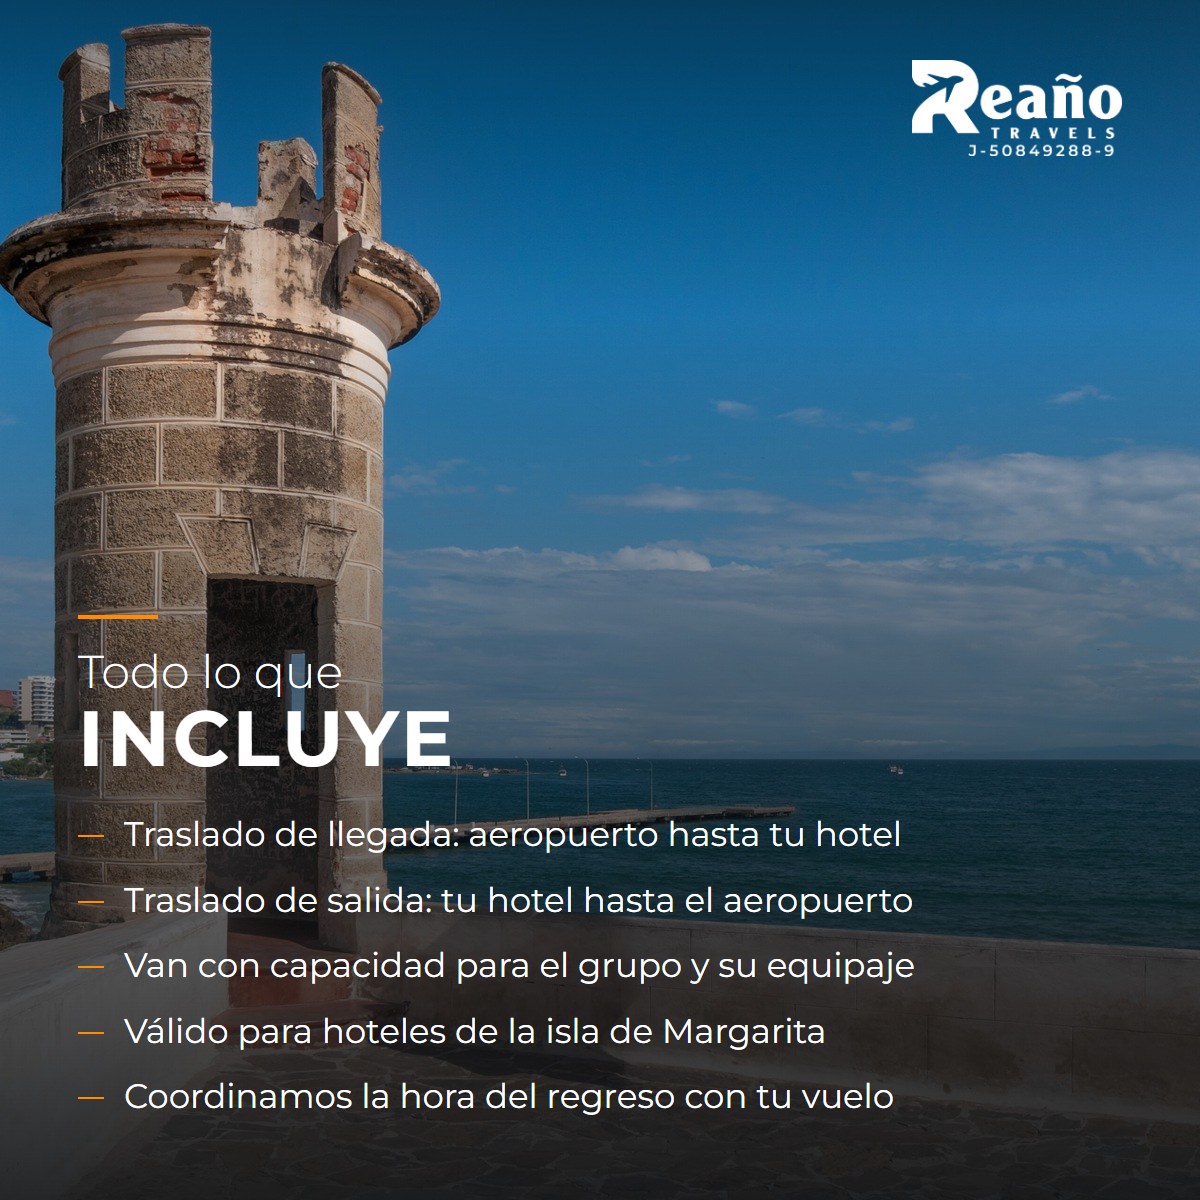 Reaño
TRAVELS
J-50849288-9
Todo lo que
INCLUYE
— Traslado de llegada: aeropuerto hasta tu hotel
— Traslado de salida: tu hotel hasta el aeropuerto
— Van con capacidad para el grupo y su equipaje
— Válido para hoteles de la isla de Margarita
— Coordinamos la hora del regreso con tu vuelo